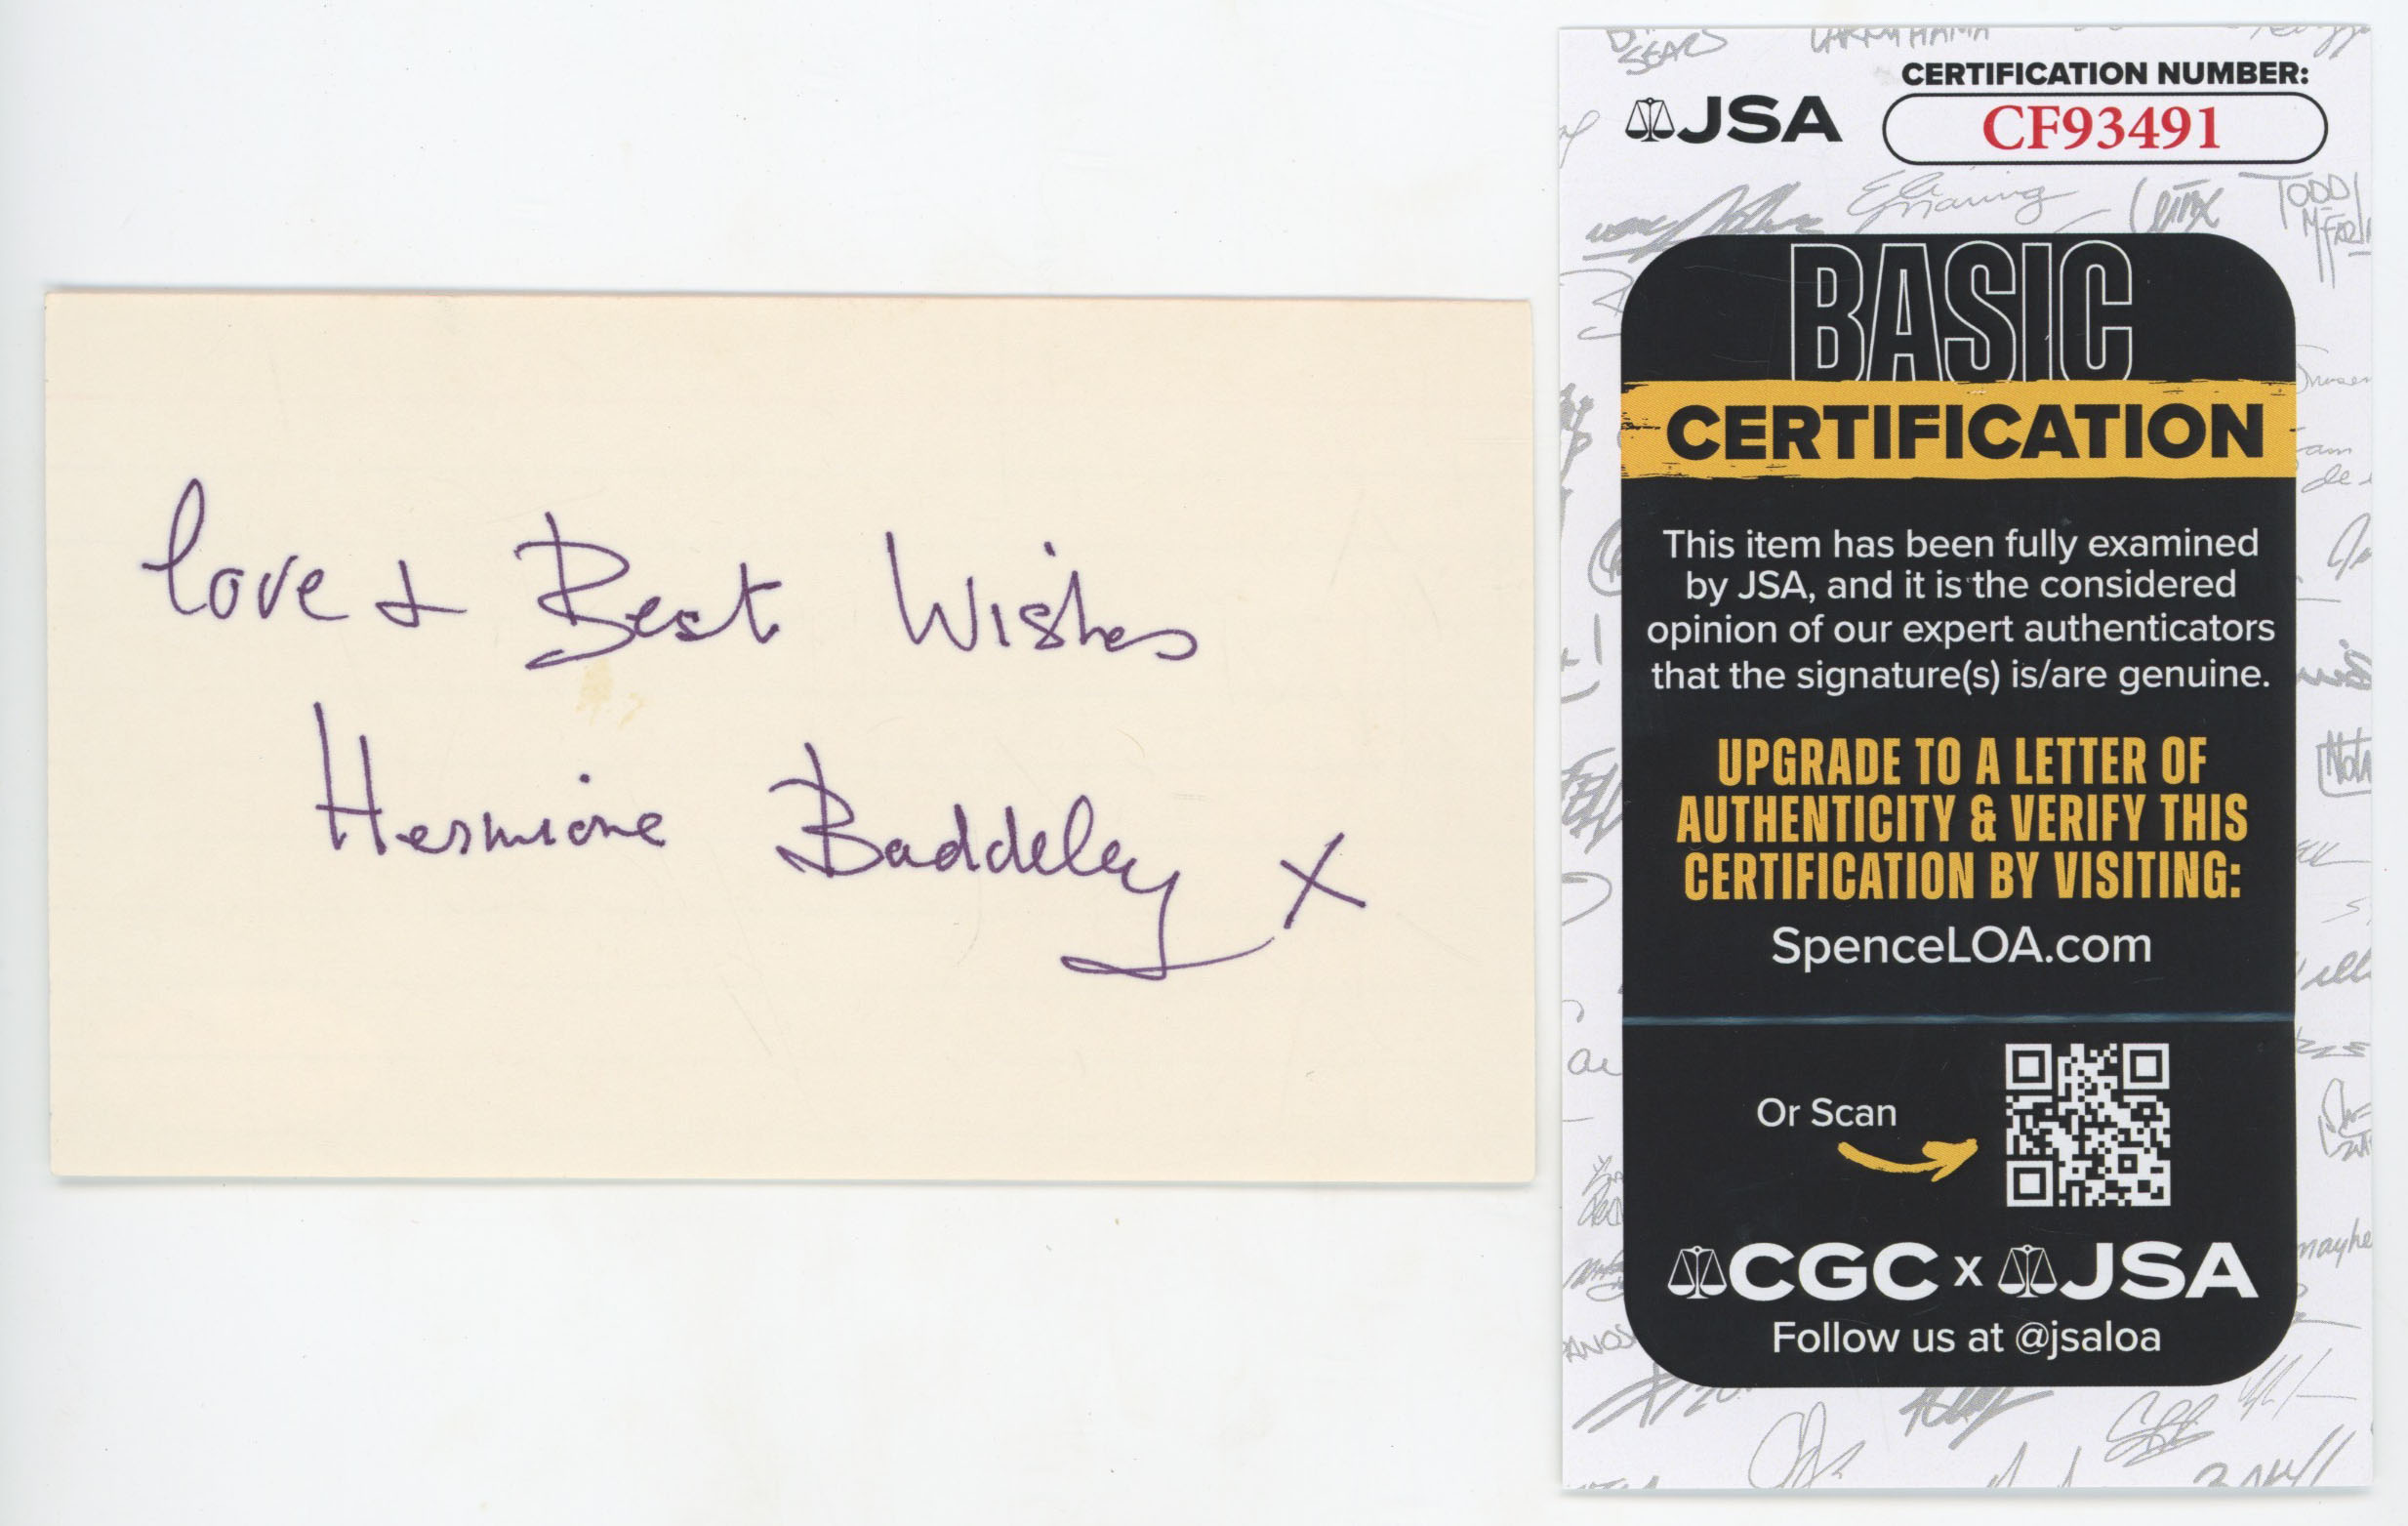 Love & Best Wishes
Hermione Baddeley X
JSA
CERTIFICATION NUMBER:
CF93491
BASIC
CERTIFICATION
This item has been fully examined
by JSA, and it is the considered
opinion of our expert authenticators
that the signature(s) is/are genuine.
UPGRADE TO A LETTER OF
AUTHENTICITY & VERIFY THIS
CERTIFICATION BY VISITING:
SpenceLOA.com
Or Scan
CGC x JSA
Follow us at @jsaloa